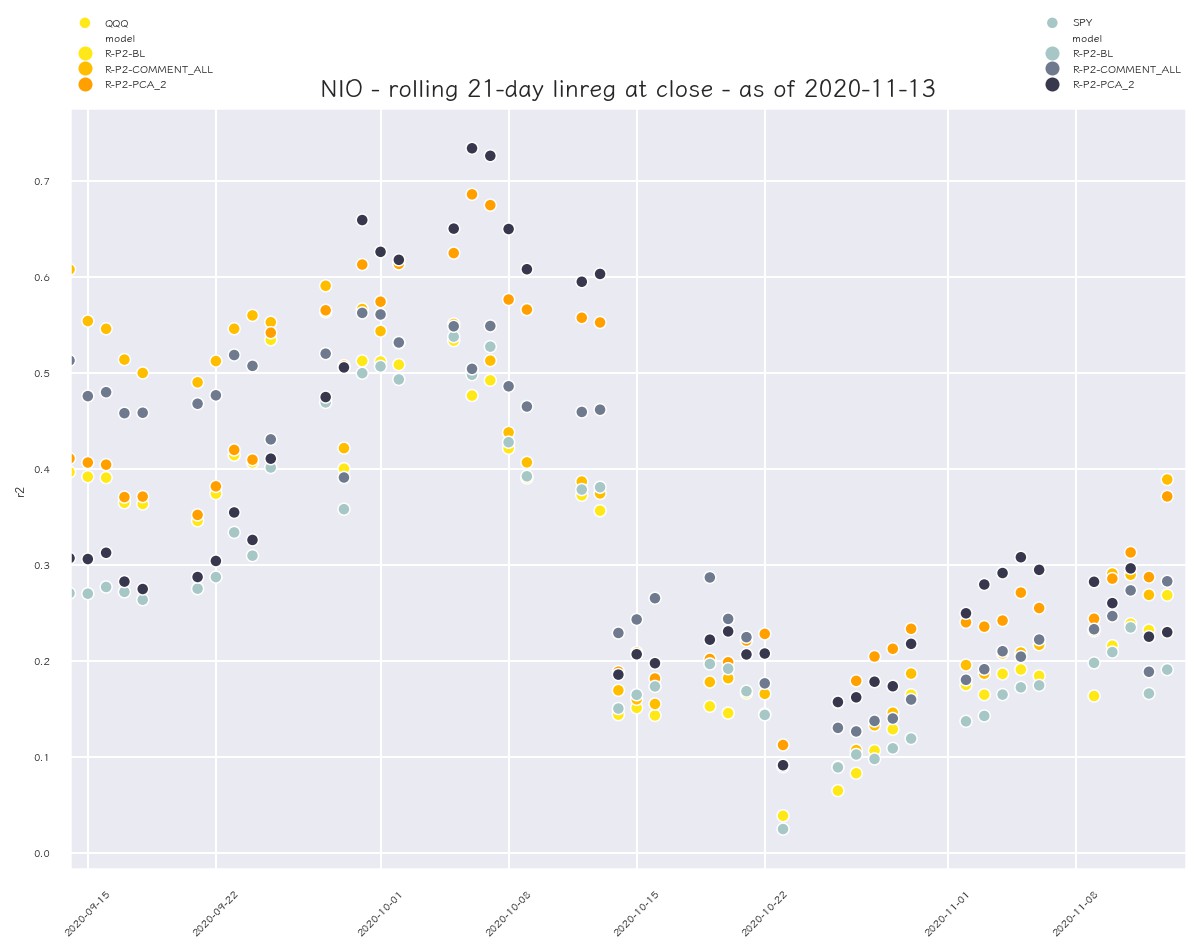 QQQ
model
R-P2-BL
R-P2-COMMENT_ALL
R-P2-PCA_2
SPY
model
R-P2-BL
R-P2-COMMENT_ALL
R-P2-PCA_2
NIO - rolling 21-day linreg at close - as of 2020-11-13
0.7
0.6
0.5
0.4
0.3
0.2
0.1
0.0
r2
2020-09-15
2020-09-22
2020-10-01
2020-10-08
2020-10-15
2020-10-22
2020-11-01
2020-11-08